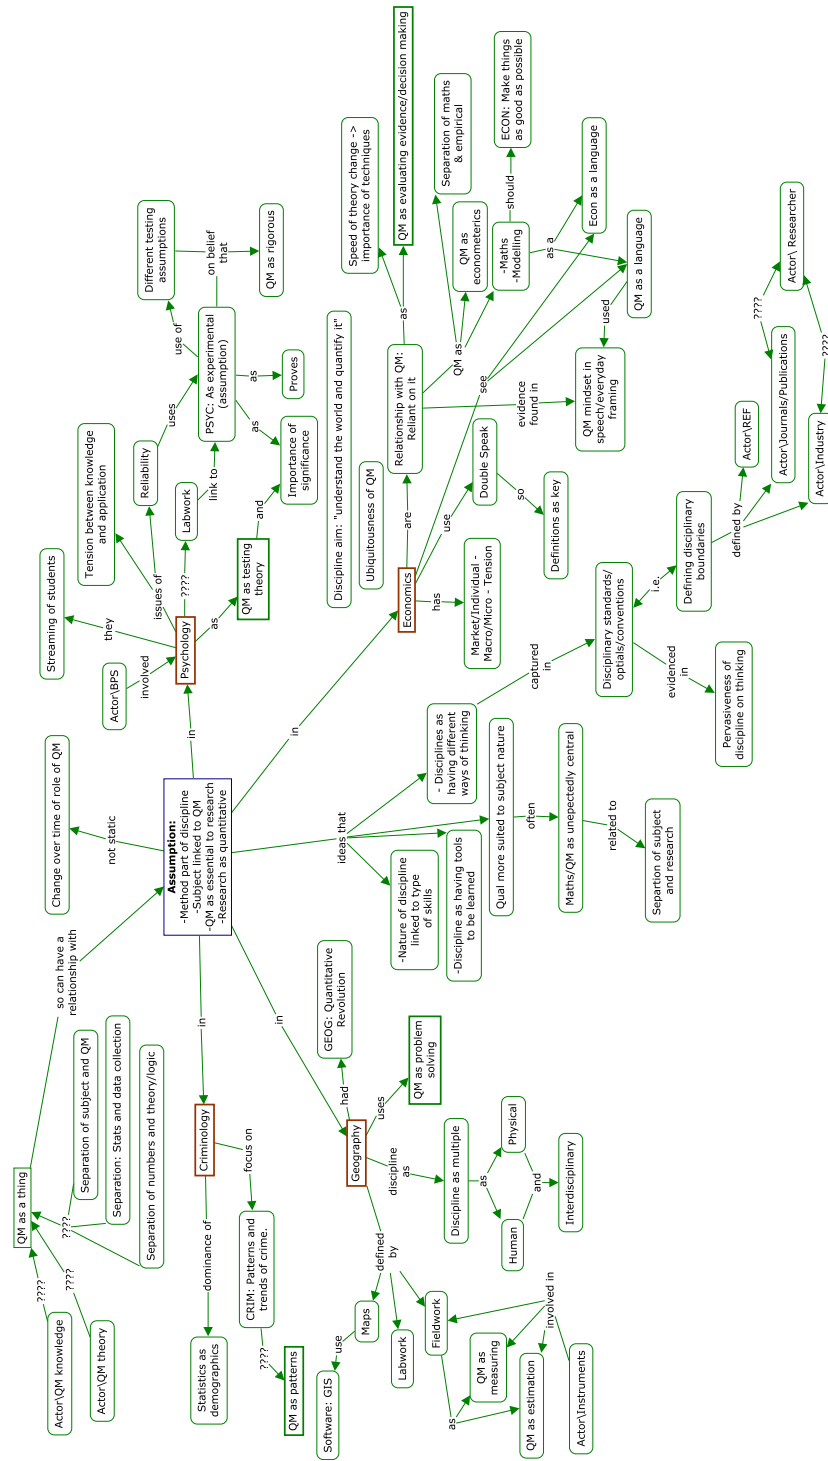 QM as a thing
Actor\QM knowledge
????
Actor\QM theory
????
????
Separation of subject and QM
Separation: Stats and data collection
Separation of numbers and theory/logic
so can have a
relationship with
Change over time of role of QM
not static
Assumption:
-Method part of discipline
-Subject linked to QM
-QM as essential to research
-Research as quantitative
in
Criminology
dominance of
Statistics as
demographics
focus on
CRIM: Patterns and
trends of crime.
????
QM as patterns
in
Geography
had
GEOG: Quantitative
Revolution
uses
QM as problem
solving
discipline
as
Discipline as multiple
as
Physical
Human
and
Interdisciplinary
defined
by
Maps
use
Software: GIS
Labwork
Fieldwork
as
QM as
measuring
QM as estimation
involved in
Actor\Instruments
ideas that
-Nature of discipline
linked to type
of skills
-Discipline as having tools
to be learned
Qual more suited to subject nature
often
Maths/QM as unepectedly central
related to
Separtion of subject
and research
- Disciplines as
having different
ways of thinking
captured
in
Disciplinary standards/
optials/conventions
evidenced
in
Pervasiveness of
discipline on thinking
i.e.
Defining disciplinary
boundaries
defined by
Actor\REF
Actor\Journals/Publications
Actor\Industry
????
????
Actor\ Researcher
in
Psychology
Actor\BPS
involved
they
Streaming of students
issues of
Tension between knowledge
and application
Reliability
uses
????
Labwork
link to
as
QM as testing
theory
and
Importance of
significance
PSYC: As experimental
(assumption)
as
as
Proves
use of
Different testing
assumptions
on belief
that
QM as rigorous
in
Economics
Discipline aim: "understand the world and quantify it"
Ubiquitousness of QM
has
Market/Individual -
Macro/Micro - Tension
use
Double Speak
so
Definitions as key
are
Relationship with QM:
Reliant on it
as
Speed of theory change ->
importance of techniques
QM as evaluating evidence/decision making
QM as
Separation of maths
& empirical
QM as
econometerics
-Maths
-Modelling
should
ECON: Make things
as good as possible
as a
Econ as a language
QM as a language
see
used
evidence
found in
QM mindset in
speech/everyday
framing